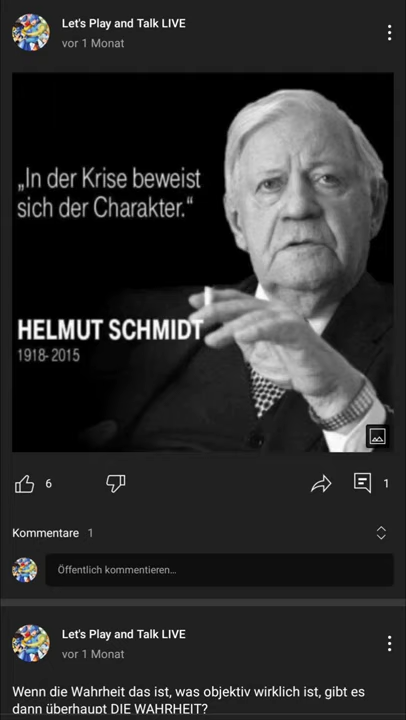 Let's Play and Talk LIVE
vor 1 Monat
„In der Krise beweist
sich der Charakter.“
HELMUT SCHMIDT
1918-2015
6
1
Kommentare 1
Öffentlich kommentieren...
Let's Play and Talk LIVE
vor 1 Monat
Wenn die Wahrheit das ist, was objektiv wirklich ist, gibt es
dann überhaupt DIE WAHRHEIT?